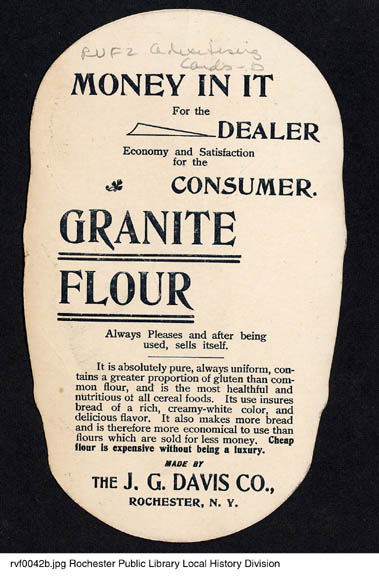 RVF2 Advertising
Cards-D
MONEY IN IT
For the
DEALER
Economy and Satisfaction
for the
CONSUMER.
GRANITE
FLOUR
Always Pleases and after being
used, sells itself.
It is absolutely pure, always uniform, con-
tains a greater proportion of gluten than com-
mon flour, and is the most healthful and
nutritious of all cereal foods. Its use insures
bread of a rich, creamy-white color, and
delicious flavor. It also makes more bread
and is therefore more economical to use than
flours which are sold for less money. Cheap
flour is expensive without being a luxury.
MADE BY
THE J. G. DAVIS CO.,
ROCHESTER, N. Y.
rvf0042b.jpg Rochester Public Library Local History Division